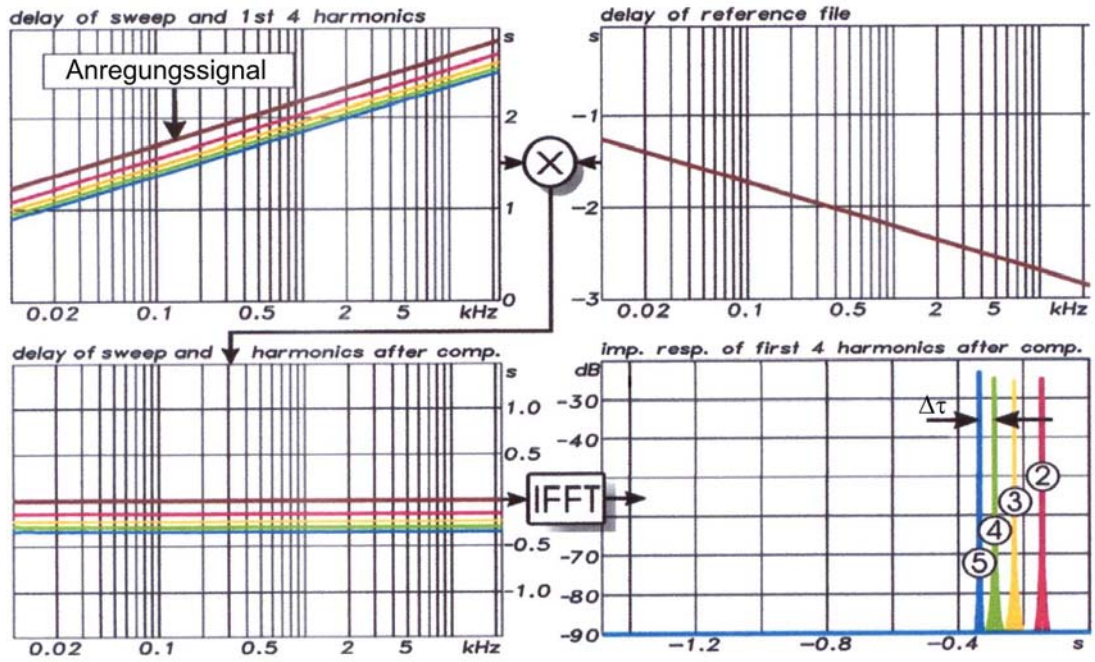 delay of sweep and 1st 4 harmonics
s
Anregungssignal
2
1
0
0.02 0.1 0.5 2 5 kHz
delay of reference file
s
-1
-2
-3
0.02 0.1 0.5 2 5 kHz
X
delay of sweep and harmonics after comp.
s
1.0
0.5
-0.5
-1.0
0.02 0.1 0.5 2 5 kHz
IFFT
imp. resp. of first 4 harmonics after comp.
dB
-30
-40
-70
-80
-90
Δτ
2
3
4
5
-1.2 -0.8 -0.4 s